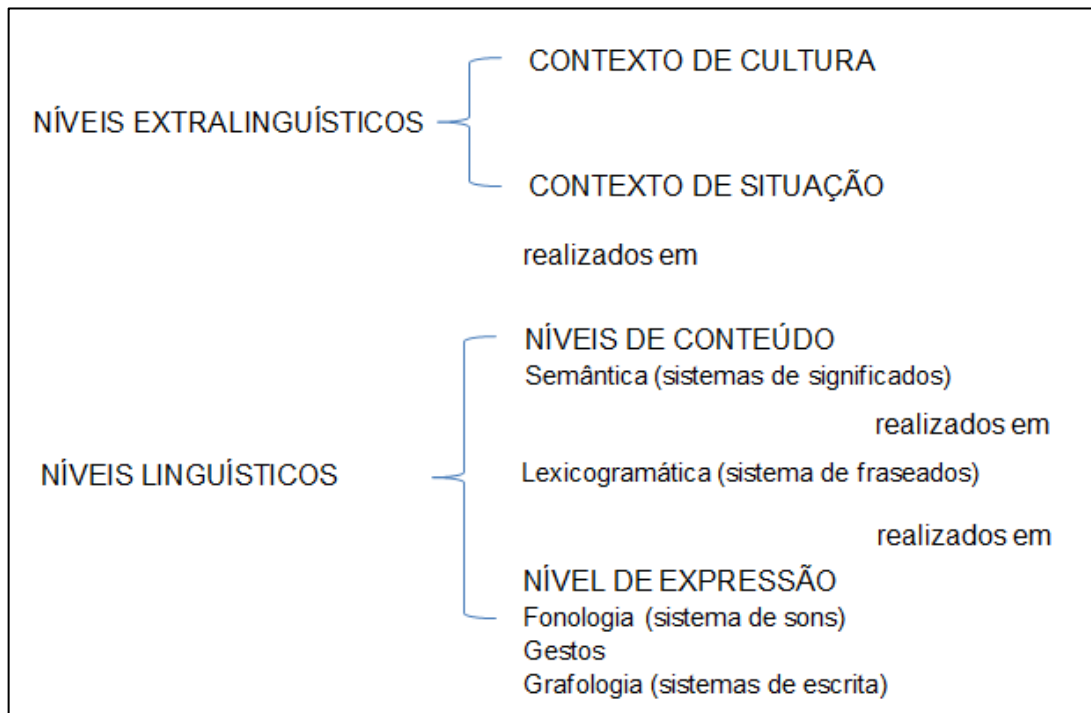 CONTEXTO DE CULTURA
NÍVEIS EXTRALINGUÍSTICOS
CONTEXTO DE SITUAÇÃO
realizados em
NÍVEIS DE CONTEÚDO
Semântica (sistemas de significados)
realizados em
NÍVEIS LINGUÍSTICOS
Lexicogramática (sistema de fraseados)
realizados em
NÍVEL DE EXPRESSÃO
Fonologia (sistema de sons)
Gestos
Grafologia (sistemas de escrita)